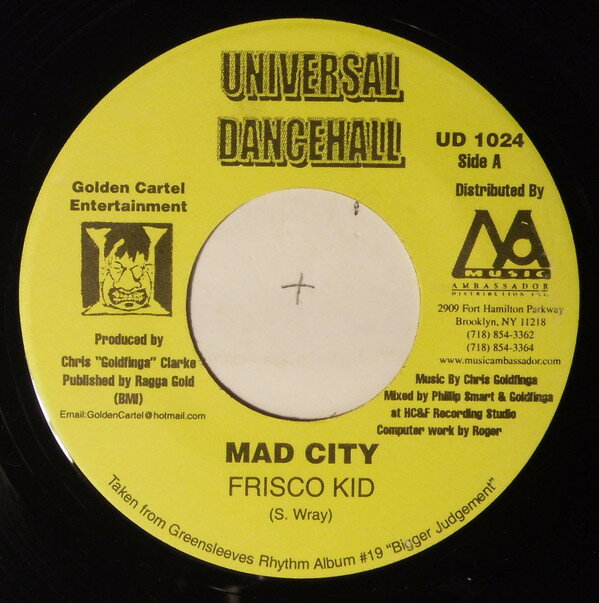 UNIVERSAL
DANCEHALL
UD 1024
Side A
Golden Cartel
Entertainment
Distributed By
MA
MUSIC
AMBASSADOR
DISTRIBUTION INC.
2909 Fort Hamilton Parkway
Brooklyn, NY 11218
(718) 854-3362
(718) 854-3364
www.musicambassador.com
Produced by
Chris "Goldfinga" Clarke
Published by Ragga Gold
(BMI)
Email:GoldenCartel@hotmail.com
Music By Chris Goldfinga
Mixed by Phillip Smart & Goldfinga
at HC&F Recording Studio
Computer work by Roger
MAD CITY
FRISCO KID
(S. Wray)
Taken from Greensleeves Rhythm Album #19 "Bigger Judgement"